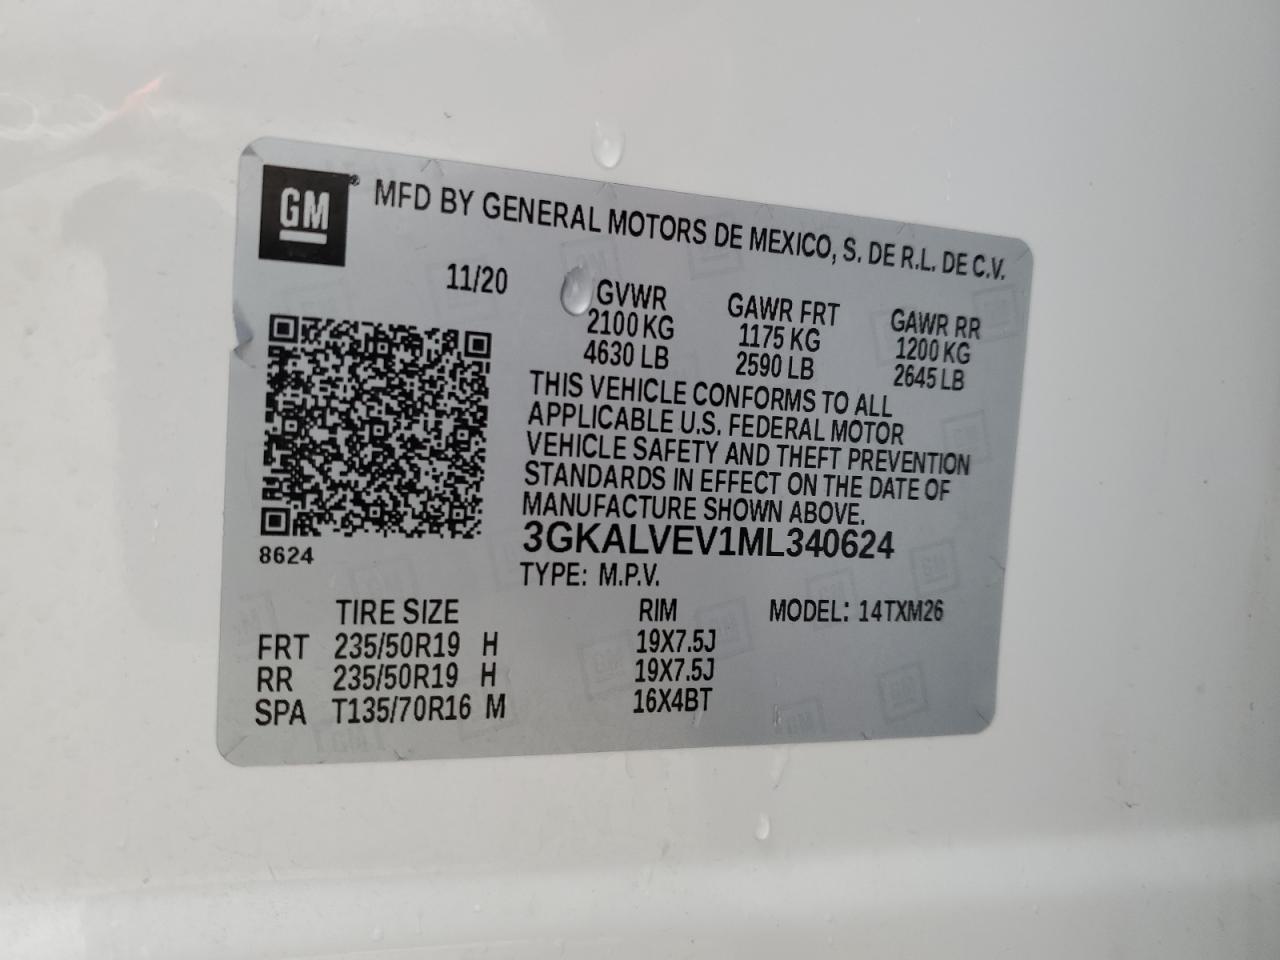 GM® MFD BY GENERAL MOTORS DE MEXICO, S. DE R.L. DE C.V.
11/20
GVWR GAWR FRT GAWR RR
2100 KG 1175 KG 1200 KG
4630 LB 2590 LB 2645 LB
THIS VEHICLE CONFORMS TO ALL
APPLICABLE U.S. FEDERAL MOTOR
VEHICLE SAFETY AND THEFT PREVENTION
STANDARDS IN EFFECT ON THE DATE OF
MANUFACTURE SHOWN ABOVE.
3GKALVEV1ML340624
8624
TYPE: M.P.V.
TIRE SIZE RIM MODEL: 14TXM26
FRT 235/50R19 H 19X7.5J
RR 235/50R19 H 19X7.5J
SPA T135/70R16 M 16X4BT